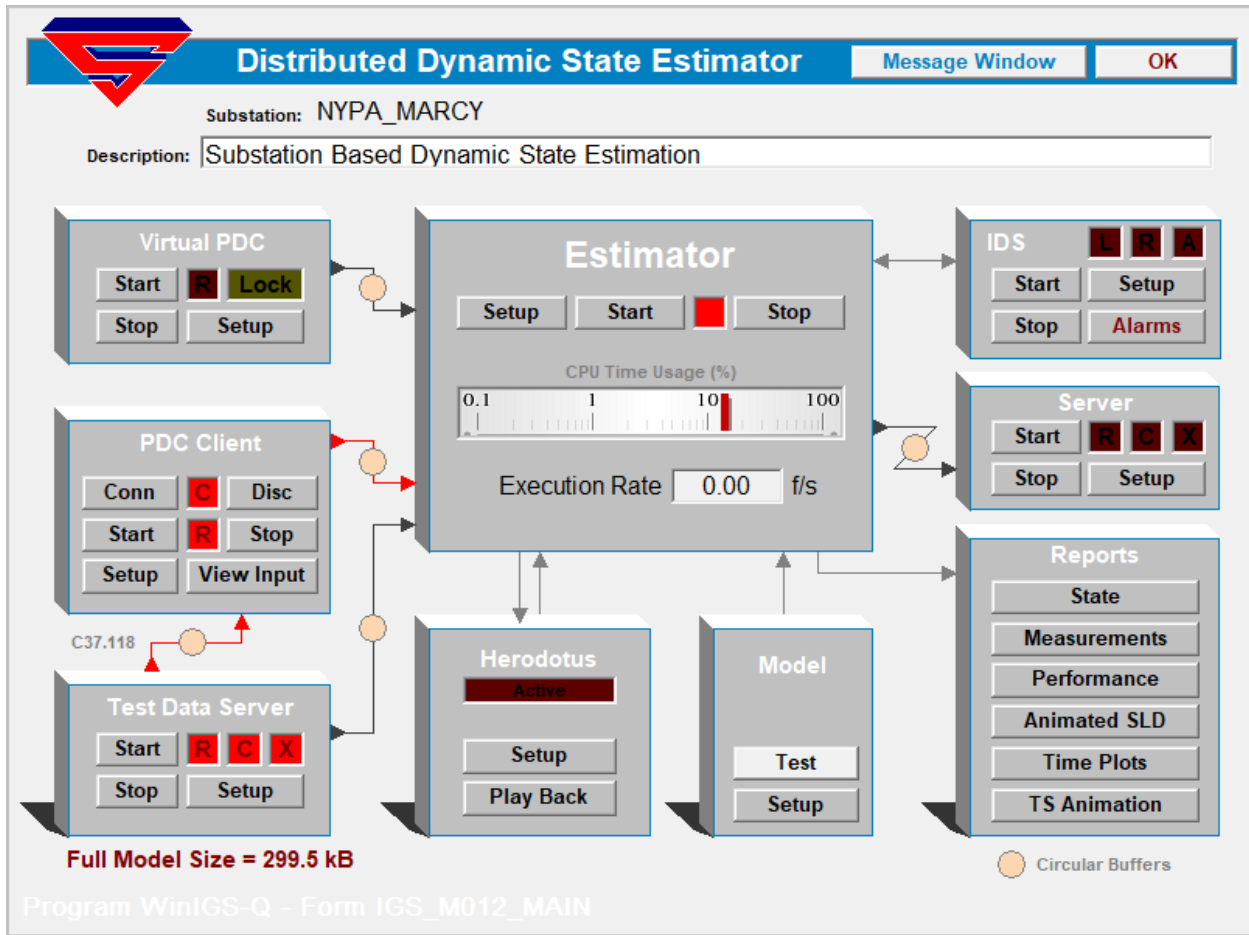 Distributed Dynamic State Estimator
Message Window
OK
Substation: NYPA_MARCY
Description: Substation Based Dynamic State Estimation
Virtual PDC
Start R Lock
Stop Setup
Estimator
Setup Start Stop
CPU Time Usage (%)
0.1 1 10 100
Execution Rate 0.00 f/s
IDS L R A
Start Setup
Stop Alarms
PDC Client
Conn C Disc
Start R Stop
Setup View Input
C37.118
Server
Start R C X
Stop Setup
Test Data Server
Start R C X
Stop Setup
Herodotus
Active
Setup
Play Back
Model
Test
Setup
Reports
State
Measurements
Performance
Animated SLD
Time Plots
TS Animation
Full Model Size = 299.5 kB
Circular Buffers
Program WinIGS-Q - Form IGS_M012_MAIN